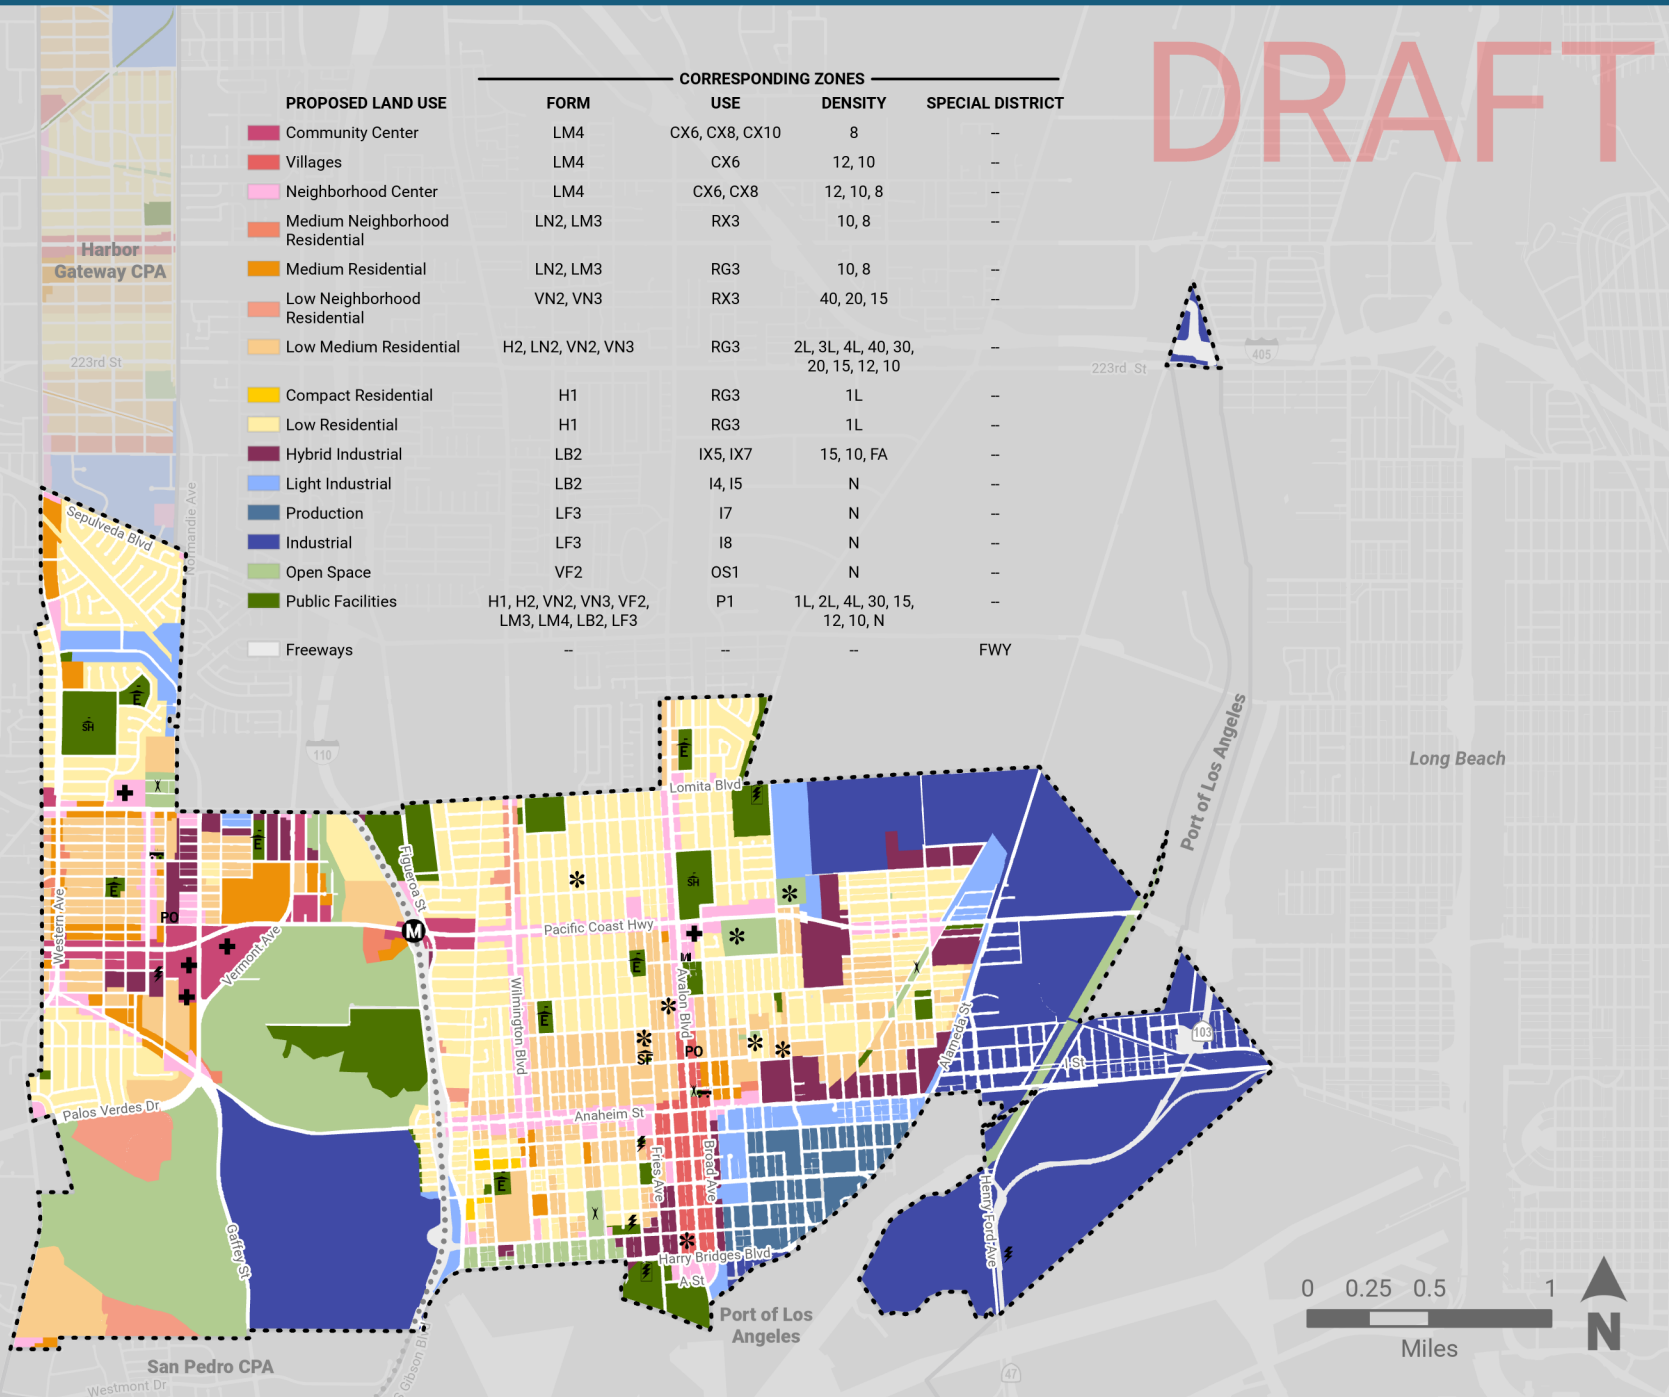 DRAFT
CORRESPONDING ZONES
PROPOSED LAND USE FORM USE DENSITY SPECIAL DISTRICT
Community Center LM4 CX6, CX8, CX10 8 --
Villages LM4 CX6 12, 10 --
Neighborhood Center LM4 CX6, CX8 12, 10, 8 --
Medium Neighborhood LN2, LM3 RX3 10, 8 --
Residential
Medium Residential LN2, LM3 RG3 10, 8 --
Low Neighborhood VN2, VN3 RX3 40, 20, 15 --
Residential
Low Medium Residential H2, LN2, VN2, VN3 RG3 2L, 3L, 4L, 40, 30, --
20, 15, 12, 10
Compact Residential H1 RG3 1L --
Low Residential H1 RG3 1L --
Hybrid Industrial LB2 IX5, IX7 15, 10, FA --
Light Industrial LB2 I4, I5 N --
Production LF3 I7 N --
Industrial LF3 I8 N --
Open Space VF2 OS1 N --
Public Facilities H1, H2, VN2, VN3, VF2, P1 1L, 2L, 4L, 30, 15, --
LM3, LM4, LB2, LF3 12, 10, N
Freeways -- -- -- FWY
Harbor
Gateway CPA
223rd St
Normandie Ave
Sepulveda Blvd
223rd St
405
110
SH
E
Lomita Blvd
E
Port of Los Angeles
Long Beach
E
E
PO
Western Ave
Vermont Ave
Figueroa St
M
SH
Pacific Coast Hwy
E
Avalon Blvd
Wilmington Blvd
E
SF
PO
Alameda St
103
I St
Palos Verdes Dr
Anaheim St
E
Fries Ave
Broad Ave
Henry Ford Ave
Gaffey St
Harry Bridges Blvd
A St
Port of Los
Angeles
San Pedro CPA
Westmont Dr
S Gibson Blvd
47
0 0.25 0.5 1
Miles
N